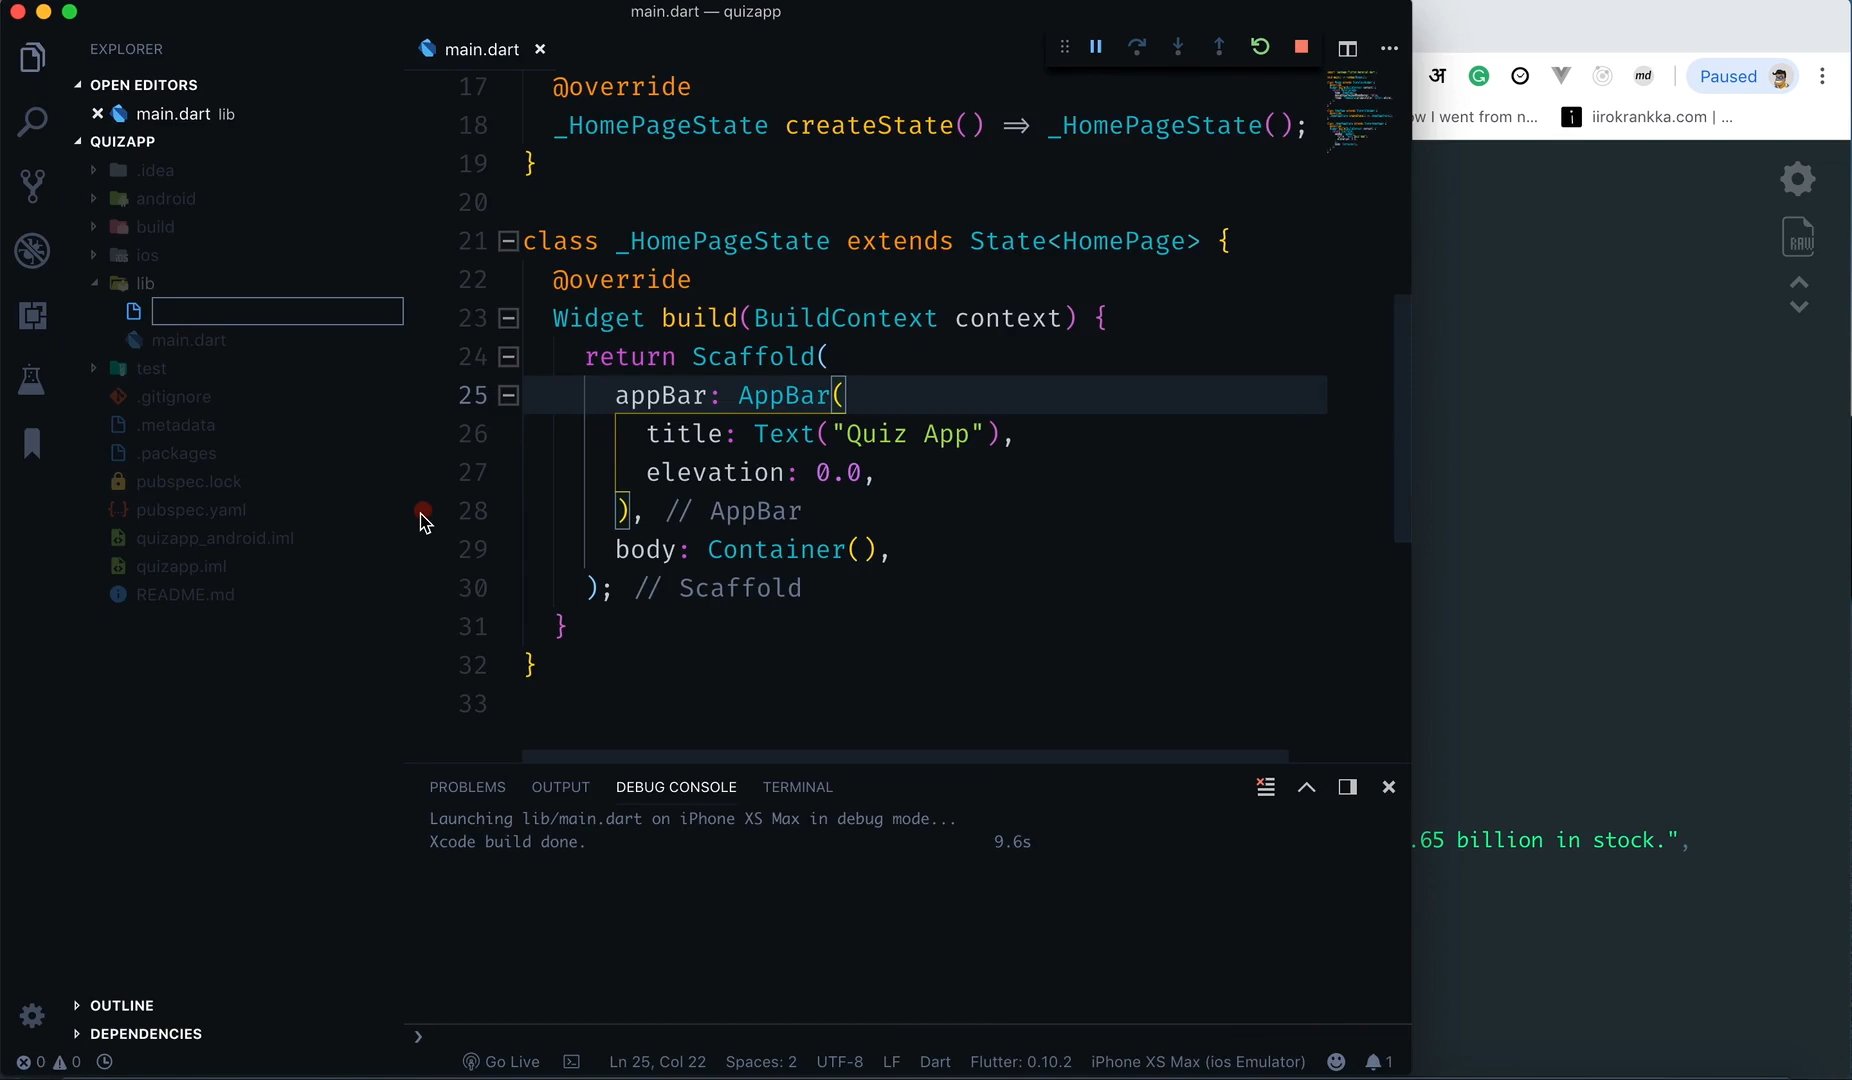 main.dart — quizapp
EXPLORER
OPEN EDITORS
main.dart lib
QUIZAPP
.idea
android
build
ios
lib
main.dart
test
.gitignore
.metadata
.packages
pubspec.lock
pubspec.yaml
quizapp_android.iml
quizapp.iml
README.md
OUTLINE
DEPENDENCIES
main.dart
17 @override
18 _HomePageState createState() => _HomePageState();
19 }
20
21 class _HomePageState extends State<HomePage> {
22 @override
23 Widget build(BuildContext context) {
24 return Scaffold(
25 appBar: AppBar(
26 title: Text("Quiz App"),
27 elevation: 0.0,
28 ), // AppBar
29 body: Container(),
30 ); // Scaffold
31 }
32 }
33
PROBLEMS OUTPUT DEBUG CONSOLE TERMINAL
Launching lib/main.dart on iPhone XS Max in debug mode...
Xcode build done. 9.6s
0 0 Go Live Ln 25, Col 22 Spaces: 2 UTF-8 LF Dart Flutter: 0.10.2 iPhone XS Max (ios Emulator) 1
अ G md Paused
ow I went from n... i iirokrankka.com | ...
RAW
.65 billion in stock.",